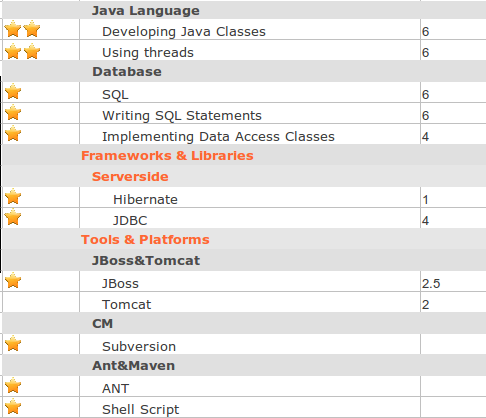 Java Language
Developing Java Classes 6
Using threads 6
Database
SQL 6
Writing SQL Statements 6
Implementing Data Access Classes 4
Frameworks & Libraries
Serverside
Hibernate 1
JDBC 4
Tools & Platforms
JBoss&Tomcat
JBoss 2.5
Tomcat 2
CM
Subversion
Ant&Maven
ANT
Shell Script